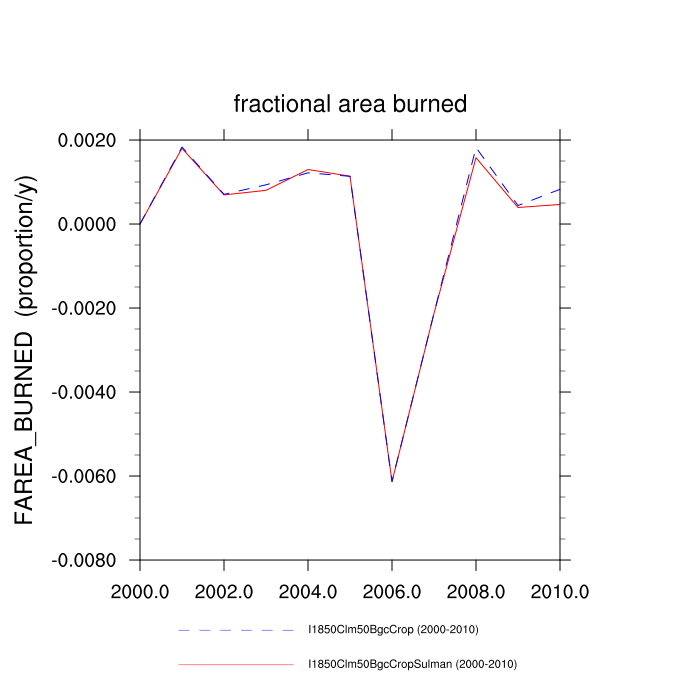 fractional area burned
0.0020
0.0000
-0.0020
-0.0040
-0.0060
-0.0080
FAREA_BURNED (proportion/y)
2000.0 2002.0 2004.0 2006.0 2008.0 2010.0
I1850Clm50BgcCrop (2000-2010)
I1850Clm50BgcCropSulman (2000-2010)